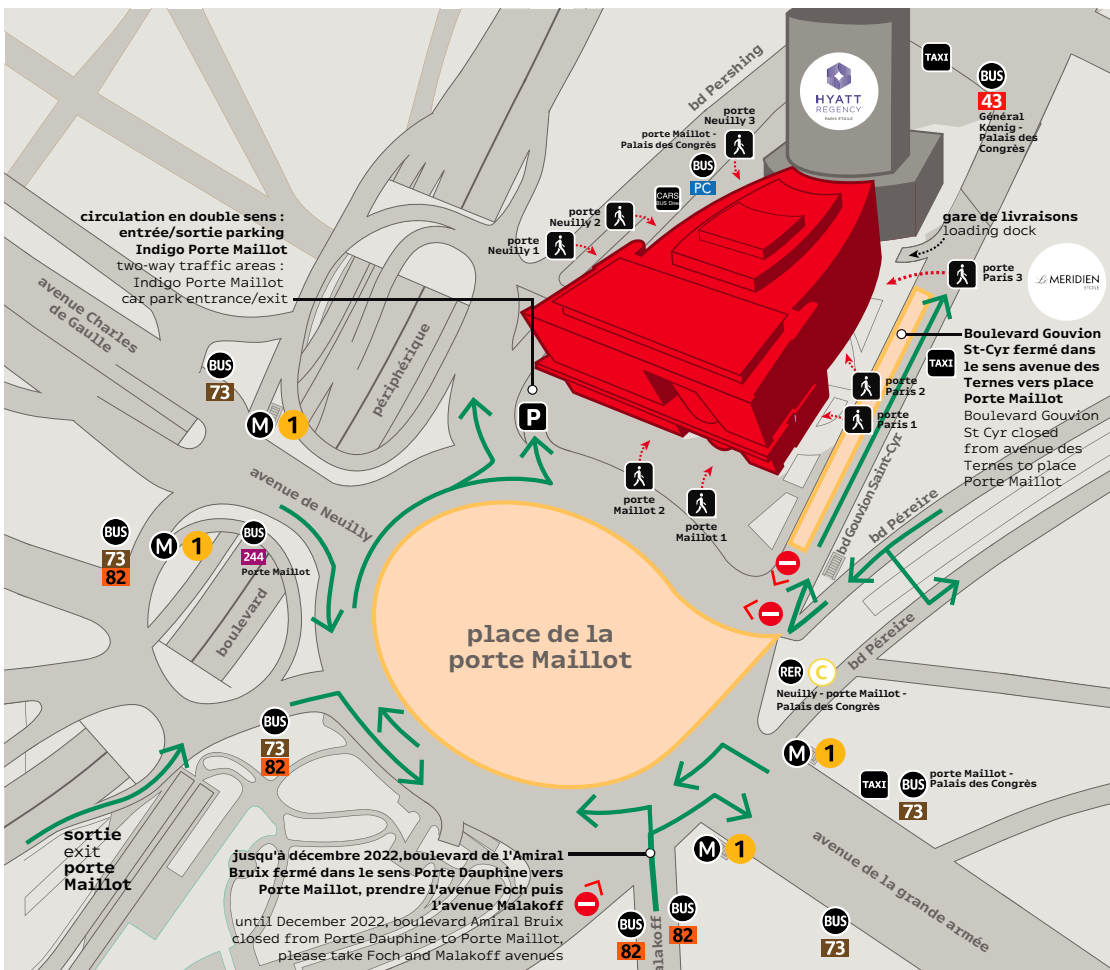 bd Pershing
TAXI
BUS
43
Général
Kœnig -
Palais des
Congrès
HYATT
REGENCY
PARIS ETOILE
porte
Neuilly 3
porte Maillot -
Palais des Congrès
BUS
PC
CARS
BUS Direct
porte
Neuilly 2
porte
Neuilly 1
circulation en double sens :
entrée/sortie parking
Indigo Porte Maillot
two-way traffic areas :
Indigo Porte Maillot
car park entrance/exit
gare de livraisons
loading dock
porte
Paris 3
Le MERIDIEN
ETOILE
avenue Charles
de Gaulle
périphérique
Boulevard Gouvion
St-Cyr fermé dans
le sens avenue des
Ternes vers place
Porte Maillot
Boulevard Gouvion
St Cyr closed
from avenue des
Ternes to place
Porte Maillot
TAXI
porte
Paris 2
porte
Paris 1
BUS
73
M 1
P
avenue de Neuilly
porte
Maillot 2
porte
Maillot 1
bd Gouvion Saint-Cyr
bd Péreire
BUS
73
82
M 1
BUS
244
Porte Maillot
boulevard
place de la
porte Maillot
bd Péreire
RER C
Neuilly - porte Maillot -
Palais des Congrès
BUS
73
82
M 1
TAXI
BUS
73
porte Maillot -
Palais des Congrès
sortie
exit
porte
Maillot
M 1
avenue de la grande armée
jusqu'à décembre 2022,boulevard de l'Amiral
Bruix fermé dans le sens Porte Dauphine vers
Porte Maillot, prendre l'avenue Foch puis
l'avenue Malakoff
until December 2022, boulevard Amiral Bruix
closed from Porte Dauphine to Porte Maillot,
please take Foch and Malakoff avenues
BUS
82
BUS
82
alakoff
BUS
73